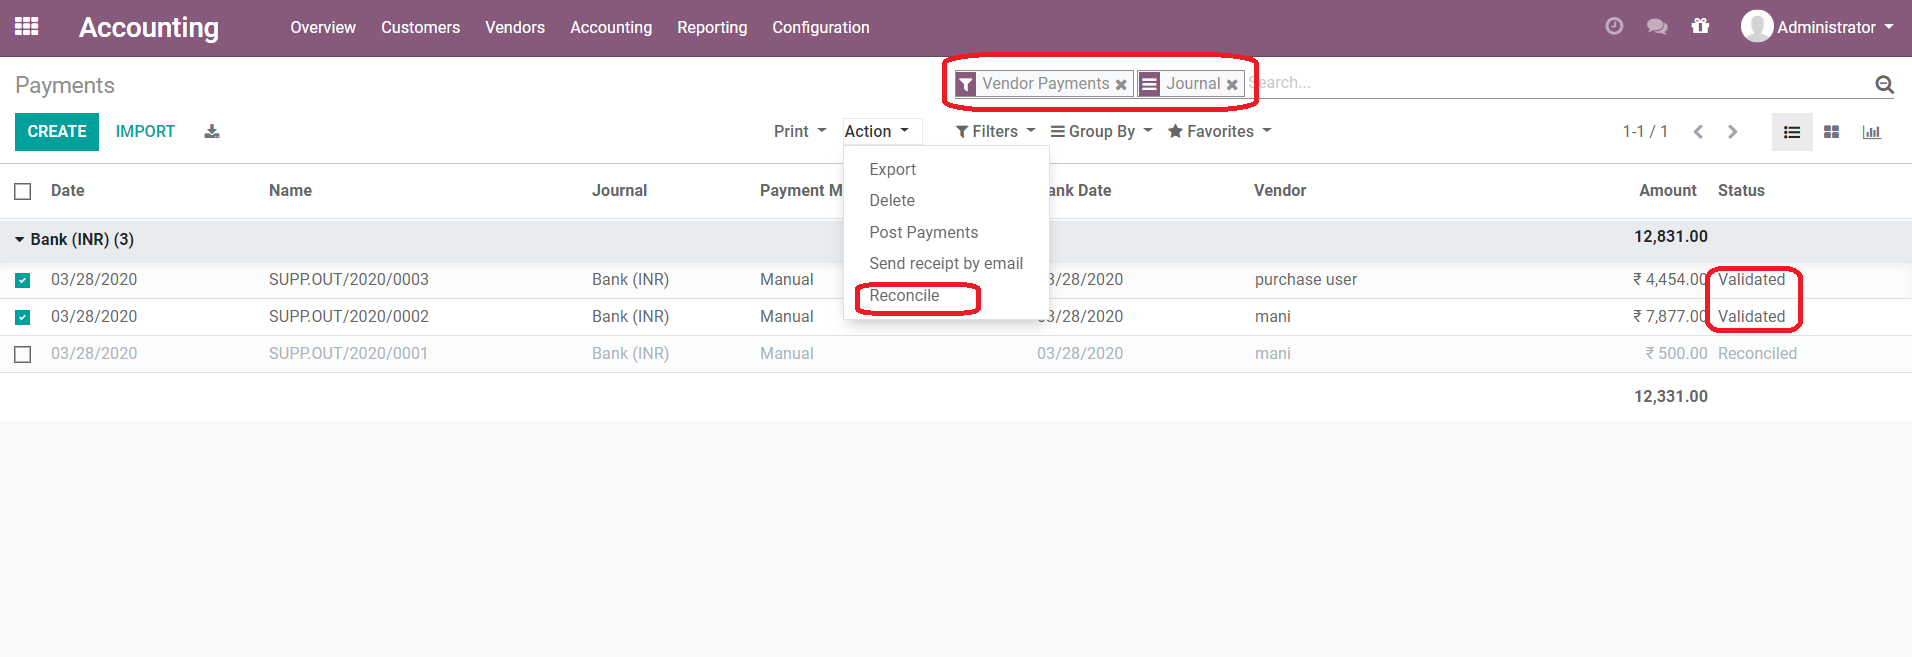 Accounting Overview Customers Vendors Accounting Reporting Configuration Administrator
Payments Vendor Payments Journal Search...
CREATE IMPORT Print Action Filters Group By Favorites 1-1 / 1
Export
Delete
Post Payments
Send receipt by email
Reconcile
Date Name Journal Payment M ank Date Vendor Amount Status
Bank (INR) (3) 12,831.00
03/28/2020 SUPP.OUT/2020/0003 Bank (INR) Manual 3/28/2020 purchase user ₹ 4,454.00 Validated
03/28/2020 SUPP.OUT/2020/0002 Bank (INR) Manual 03/28/2020 mani ₹ 7,877.00 Validated
03/28/2020 SUPP.OUT/2020/0001 Bank (INR) Manual 03/28/2020 mani ₹ 500.00 Reconciled
12,331.00